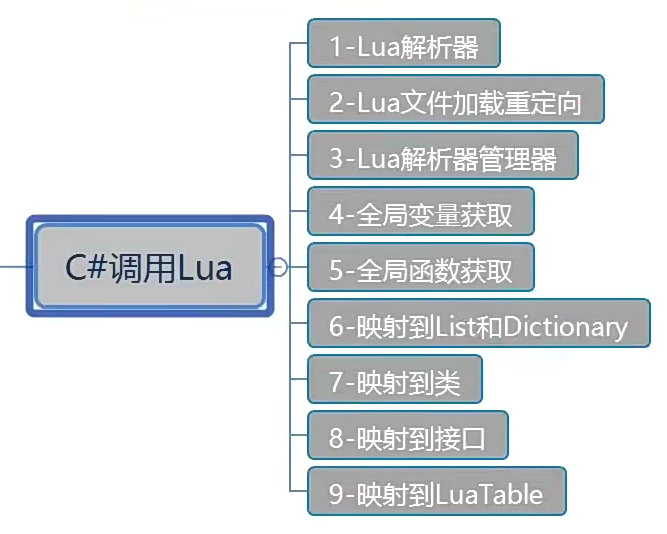 C#调用Lua
1-Lua解析器
2-Lua文件加载重定向
3-Lua解析器管理器
4-全局变量获取
5-全局函数获取
6-映射到List和Dictionary
7-映射到类
8-映射到接口
9-映射到LuaTable